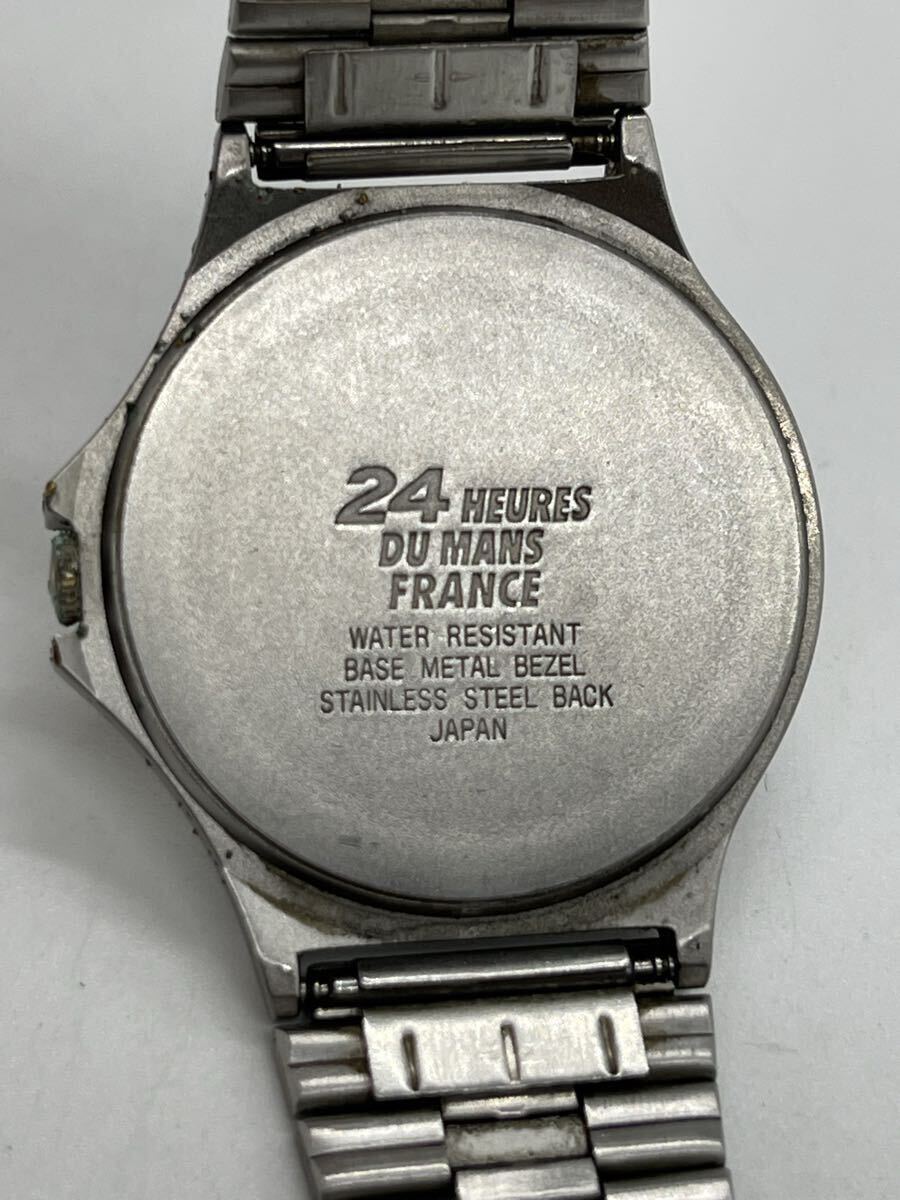 24 HEURES
DU MANS
FRANCE
WATER RESISTANT
BASE METAL BEZEL
STAINLESS STEEL BACK
JAPAN